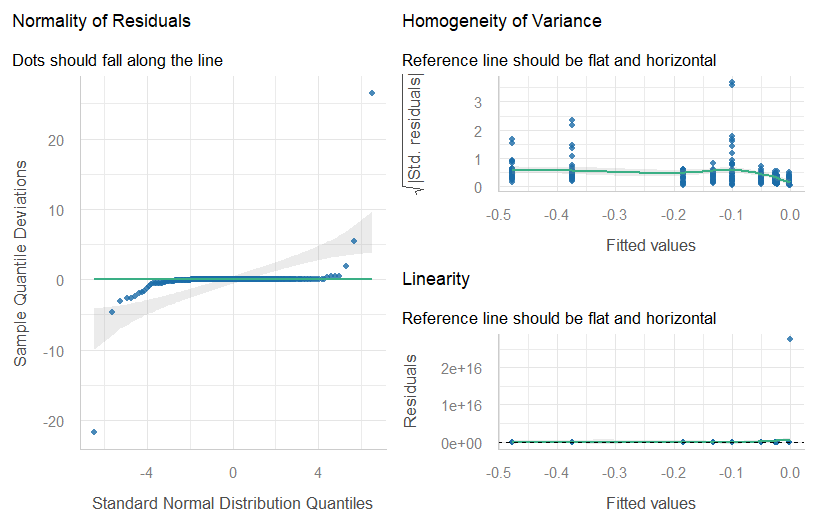 Normality of Residuals
Dots should fall along the line
Sample Quantile Deviations
20
10
0
-10
-20
-4
0
4
Standard Normal Distribution Quantiles
Homogeneity of Variance
Reference line should be flat and horizontal
√|Std. residuals|
3
2
1
0
-0.5
-0.4
-0.3
-0.2
-0.1
0.0
Fitted values
Linearity
Reference line should be flat and horizontal
Residuals
2e+16
1e+16
0e+00
-0.5
-0.4
-0.3
-0.2
-0.1
0.0
Fitted values